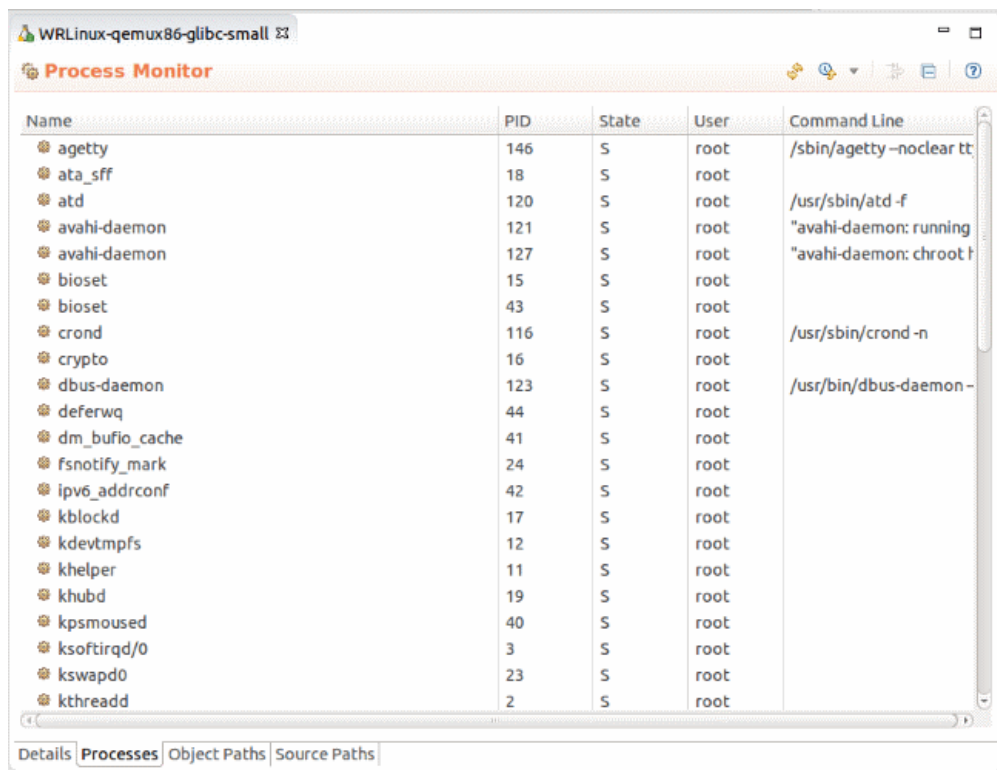 WRLinux-qemux86-glibc-small
Process Monitor
Name PID State User Command Line
agetty 146 S root /sbin/agetty –noclear tt
ata_sff 18 S root
atd 120 S root /usr/sbin/atd -f
avahi-daemon 121 S root "avahi-daemon: running
avahi-daemon 127 S root "avahi-daemon: chroot h
bioset 15 S root
bioset 43 S root
crond 116 S root /usr/sbin/crond -n
crypto 16 S root
dbus-daemon 123 S root /usr/bin/dbus-daemon –
deferwq 44 S root
dm_bufio_cache 41 S root
fsnotify_mark 24 S root
ipv6_addrconf 42 S root
kblockd 17 S root
kdevtmpfs 12 S root
khelper 11 S root
khubd 19 S root
kpsmoused 40 S root
ksoftirqd/0 3 S root
kswapd0 23 S root
kthreadd 2 S root
Details Processes Object Paths Source Paths